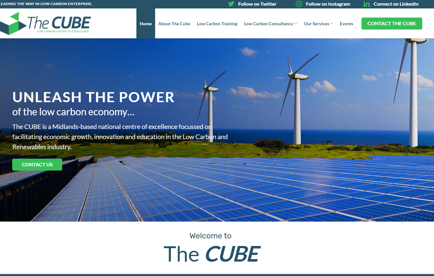 LEADING THE WAY IN LOW CARBON ENTERPRISE.
Follow on Twitter
Follow on Instagram
Connect on LinkedIn
The CUBE
Home
About The Cube
Low Carbon Training
Low Carbon Consultancy
Our Services
Events
CONTACT THE CUBE
UNLEASH THE POWER
of the low carbon economy...
The CUBE is a Midlands-based national centre of excellence focussed on
facilitating economic growth, innovation and education in the Low Carbon and
Renewables Industry.
CONTACT US
Welcome to
The CUBE